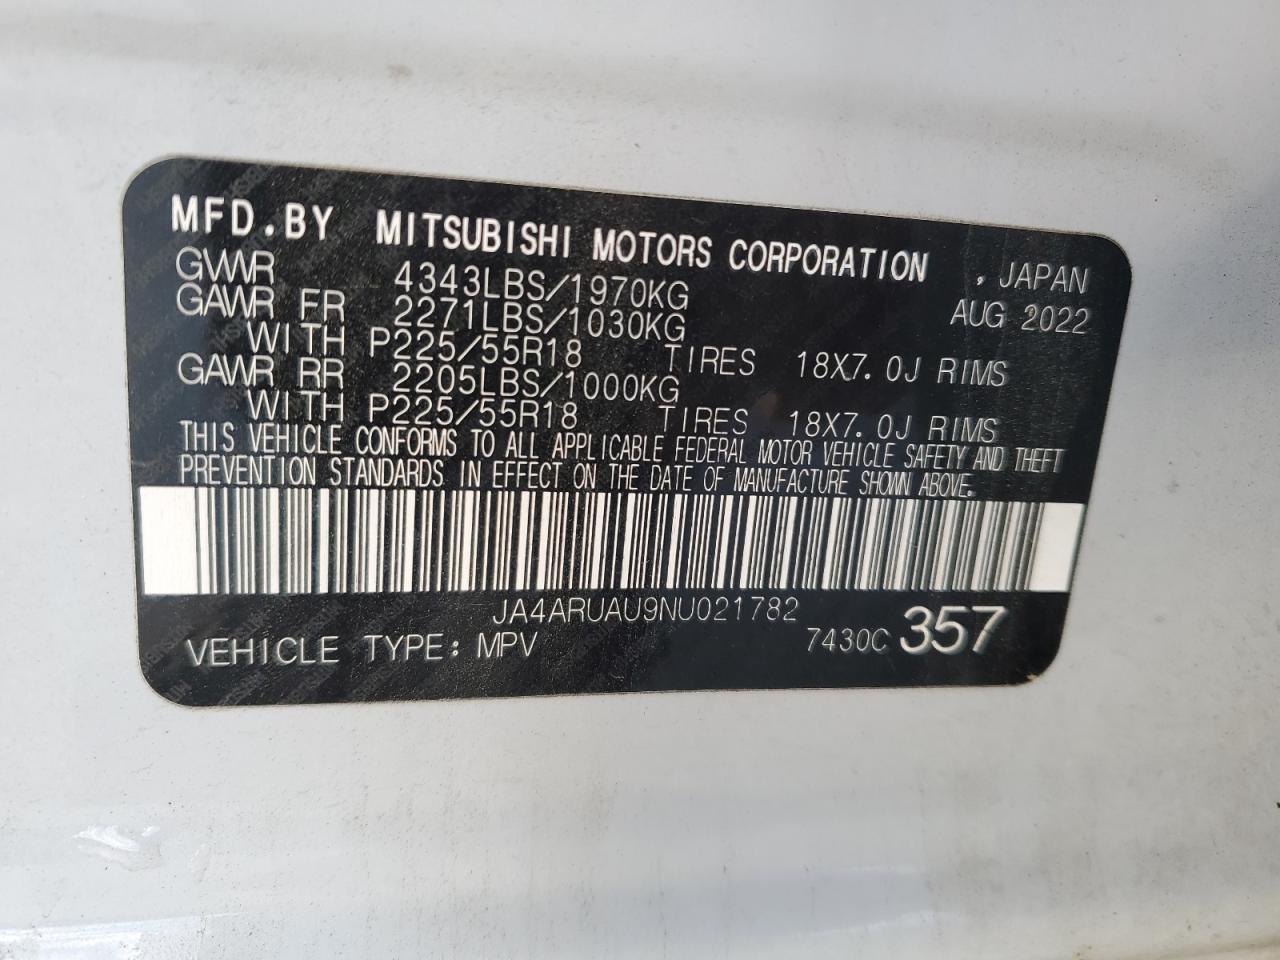 MFD.BY MITSUBISHI MOTORS CORPORATION , JAPAN
GVWR 4343LBS/1970KG AUG 2022
GAWR FR 2271LBS/1030KG
WITH P225/55R18 TIRES 18X7.0J RIMS
GAWR RR 2205LBS/1000KG
WITH P225/55R18 TIRES 18X7.0J RIMS
THIS VEHICLE CONFORMS TO ALL APPLICABLE FEDERAL MOTOR VEHICLE SAFETY AND THEFT
PREVENTION STANDARDS IN EFFECT ON THE DATE OF MANUFACTURE SHOWN ABOVE.
JA4ARUAU9NU021782
VEHICLE TYPE: MPV 7430C 357